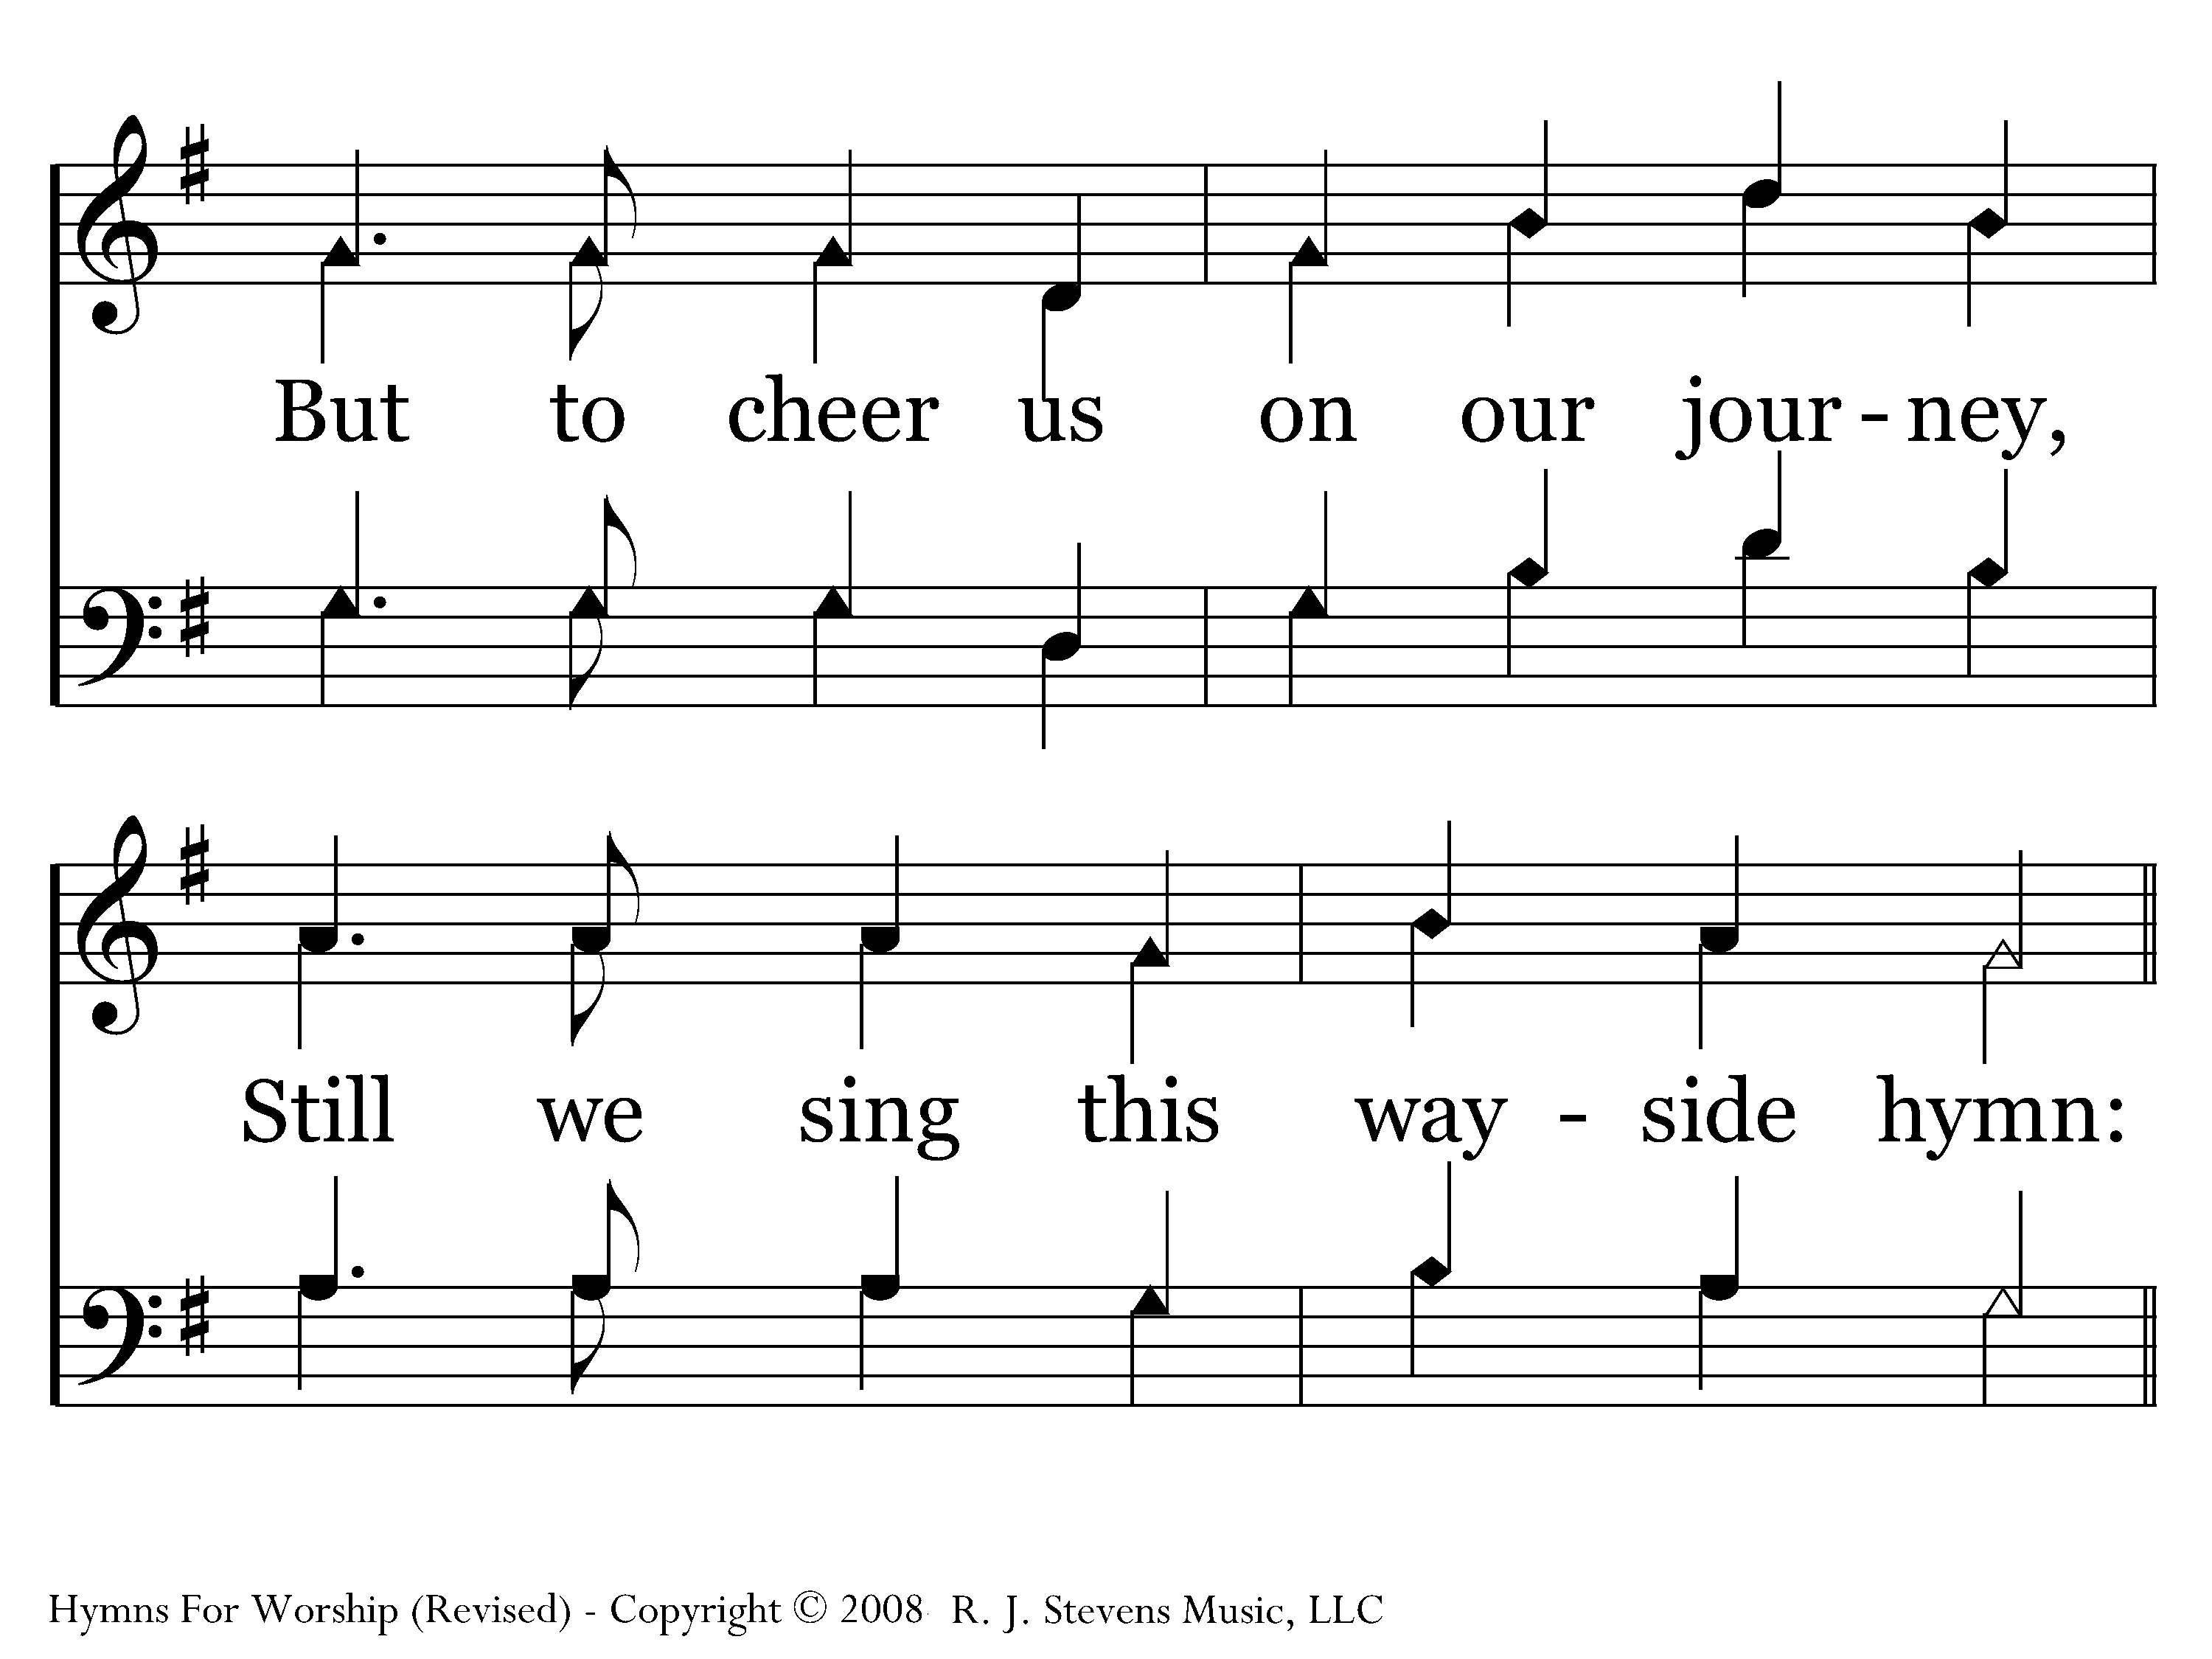 But to cheer us on our jour - ney,
Still we sing this way - side hymn:
Hymns For Worship (Revised) - Copyright © 2008 R. J. Stevens Music, LLC